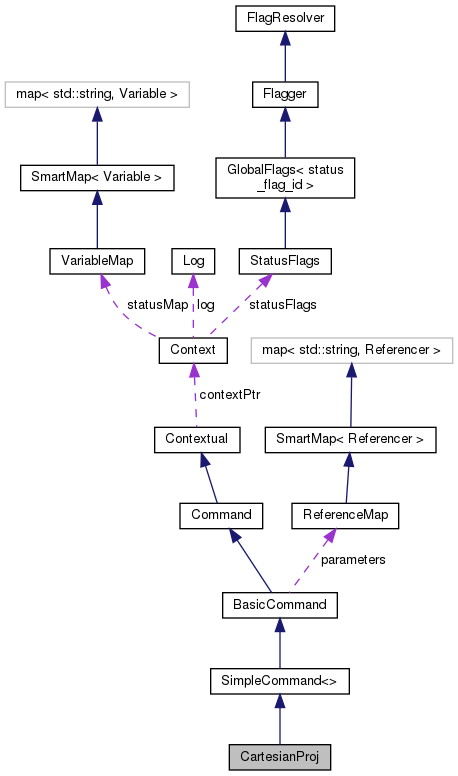 FlagResolver
map< std::string, Variable >
Flagger
SmartMap< Variable >
GlobalFlags< status
_flag_id >
VariableMap
Log
StatusFlags
statusMap
log
statusFlags
Context
map< std::string, Referencer >
contextPtr
Contextual
SmartMap< Referencer >
Command
ReferenceMap
parameters
BasicCommand
SimpleCommand<>
CartesianProj